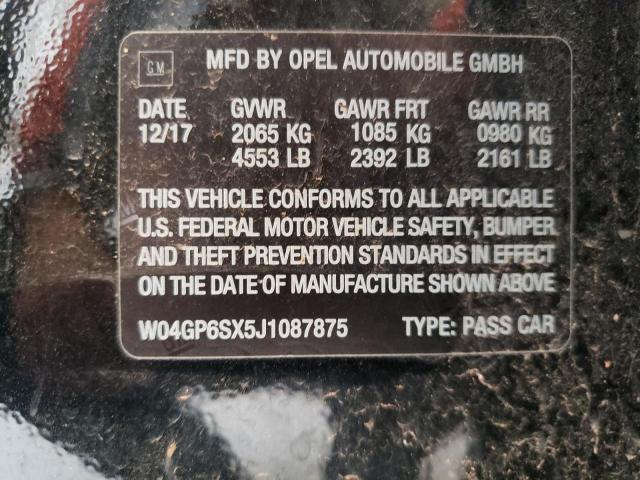 GM
MFD BY OPEL AUTOMOBILE GMBH
DATE GVWR GAWR FRT GAWR RR
12/17 2065 KG 1085 KG 0980 KG
4553 LB 2392 LB 2161 LB
THIS VEHICLE CONFORMS TO ALL APPLICABLE
U.S. FEDERAL MOTOR VEHICLE SAFETY, BUMPER
AND THEFT PREVENTION STANDARDS IN EFFECT
ON THE DATE OF MANUFACTURE SHOWN ABOVE
W04GP6SX5J1087875 TYPE: PASS CAR